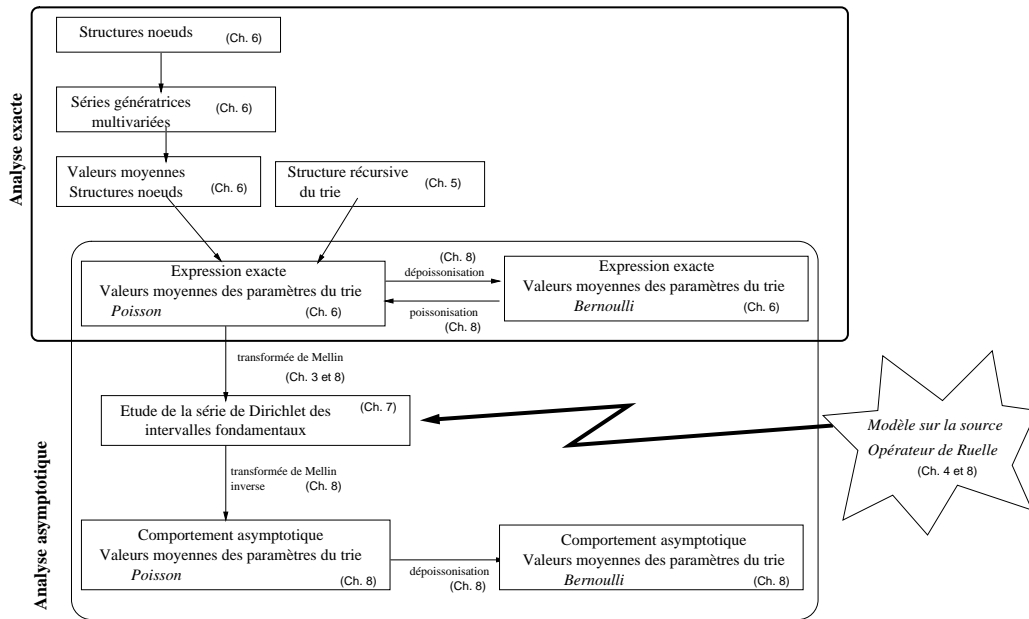 Structures noeuds
(Ch. 6)
Séries génératrices
(Ch. 6)
multivariées
Valeurs moyennes
Structures noeuds
(Ch. 6)
Structure récursive
du trie
(Ch. 5)
Analyse exacte
Expression exacte
Valeurs moyennes des paramètres du trie
Poisson
(Ch. 6)
(Ch. 8)
dépoissonisation
poissonisation
(Ch. 8)
Expression exacte
Valeurs moyennes des paramètres du trie
Bernoulli
(Ch. 6)
transformée de Mellin
(Ch. 3 et 8)
Etude de la série de Dirichlet des
(Ch. 7)
intervalles fondamentaux
Modèle sur la source
Opérateur de Ruelle
(Ch. 4 et 8)
transformée de Mellin
inverse
(Ch. 8)
Analyse asymptotique
Comportement asymptotique
Valeurs moyennes des paramètres du trie
Poisson
(Ch. 8)
dépoissonisation
(Ch. 8)
Comportement asymptotique
Valeurs moyennes des paramètres du trie
Bernoulli
(Ch. 8)